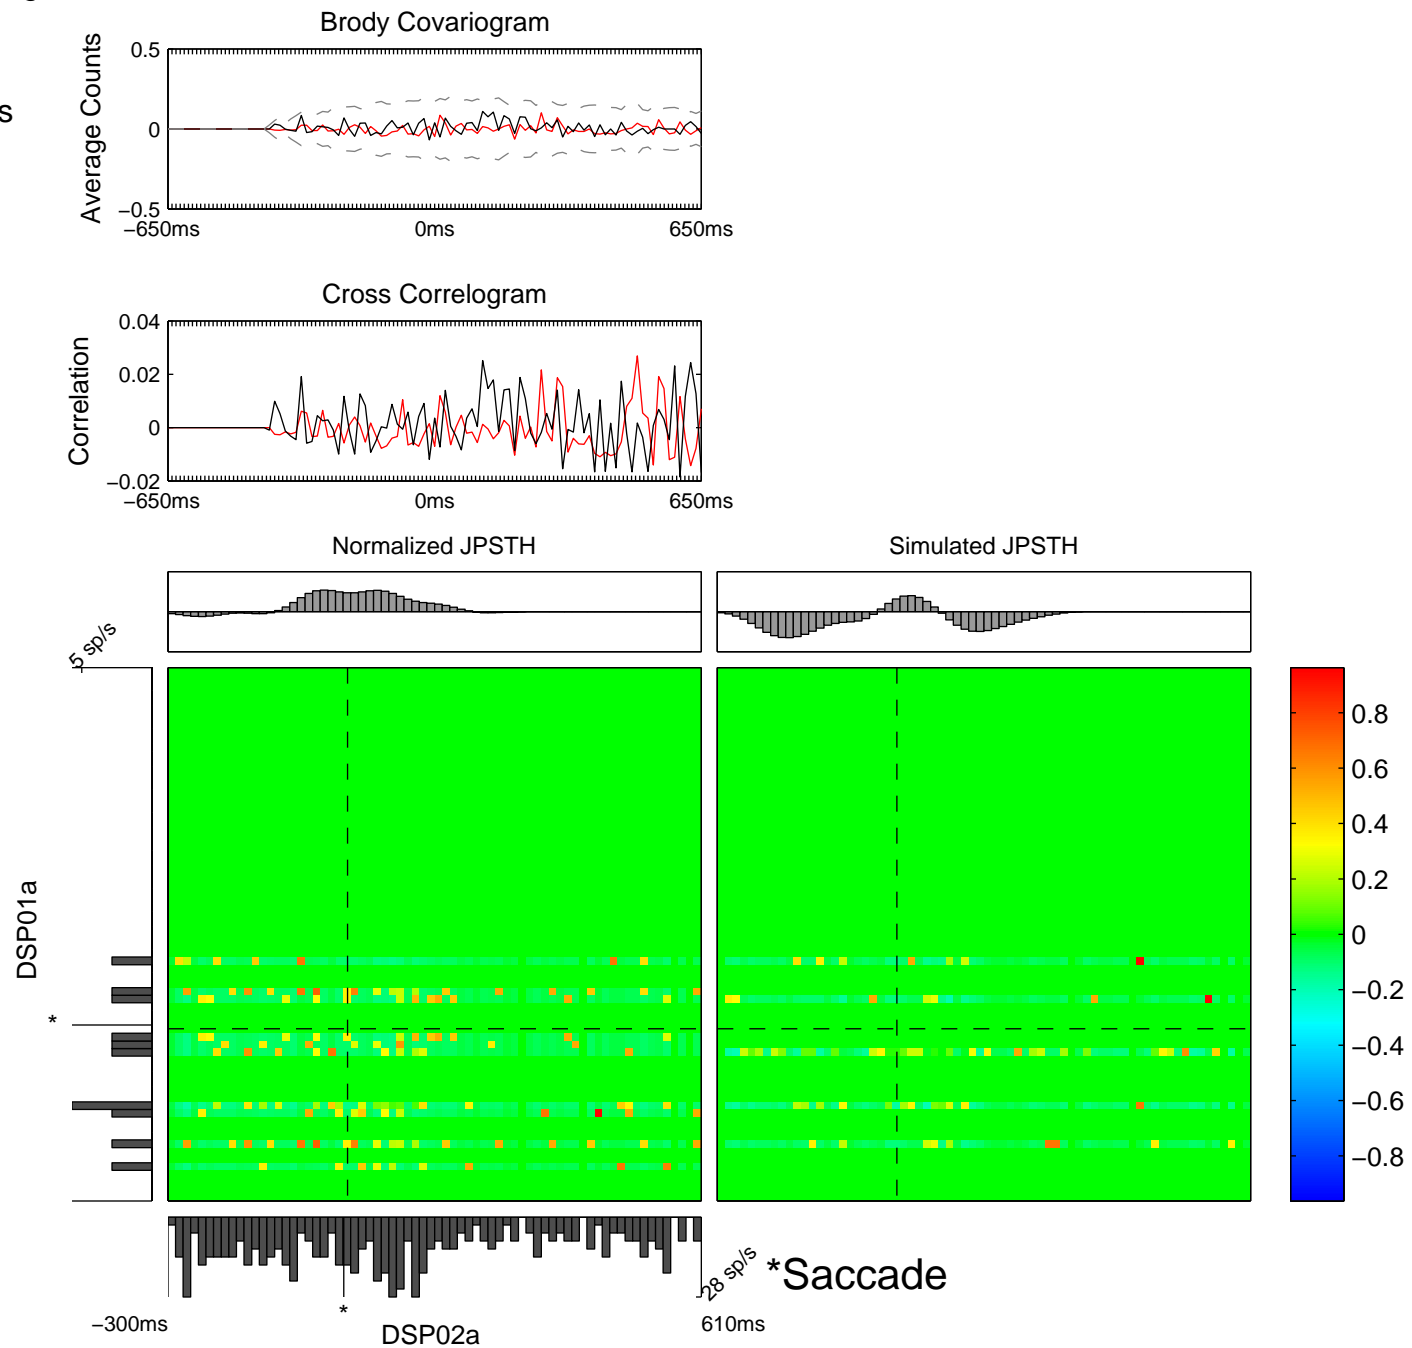 Brody Covariogram
Average Counts
0.5
0
−0.5
−650ms
0ms
650ms
s
Cross Correlogram
Correlation
0.04
0.02
0
−0.02
−650ms
0ms
650ms
Normalized JPSTH
Simulated JPSTH
5 sp/s
DSP01a
*
0.8
0.6
0.4
0.2
0
−0.2
−0.4
−0.6
−0.8
28 sp/s
*Saccade
*
−300ms
DSP02a
610ms